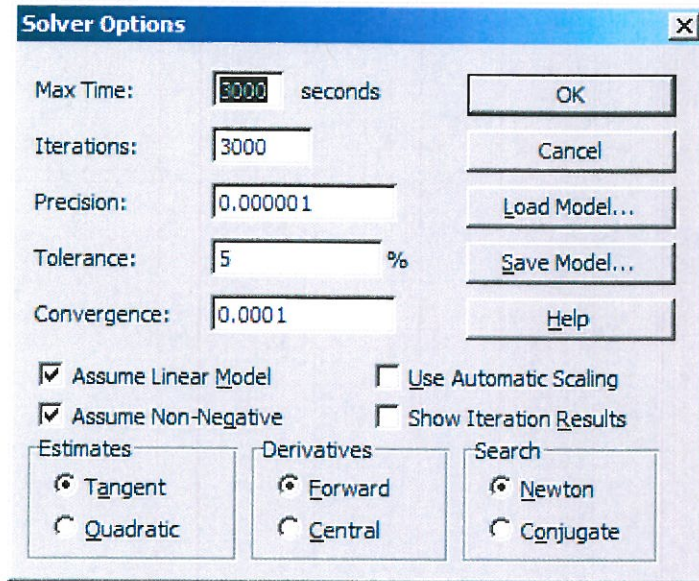 Solver Options
Max Time: 3000 seconds OK
Iterations: 3000 Cancel
Precision: 0.000001 Load Model...
Tolerance: 5 % Save Model...
Convergence: 0.0001 Help
Assume Linear Model Use Automatic Scaling
Assume Non-Negative Show Iteration Results
Estimates Derivatives Search
Tangent Forward Newton
Quadratic Central Conjugate